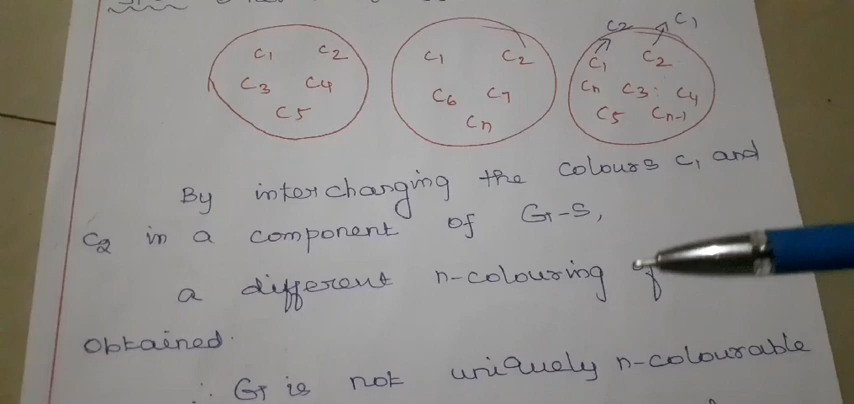 C2 C1
C1 C2
C3 C4
C5
C1 C2
C6 C7
Cn
C1 C2
Cn C3 C4
C5 Cn-1
By interchanging the colours C1 and
C2 in a component of G-S,
a different n-colouring of
obtained.
∴ G is not uniquely n-colourable